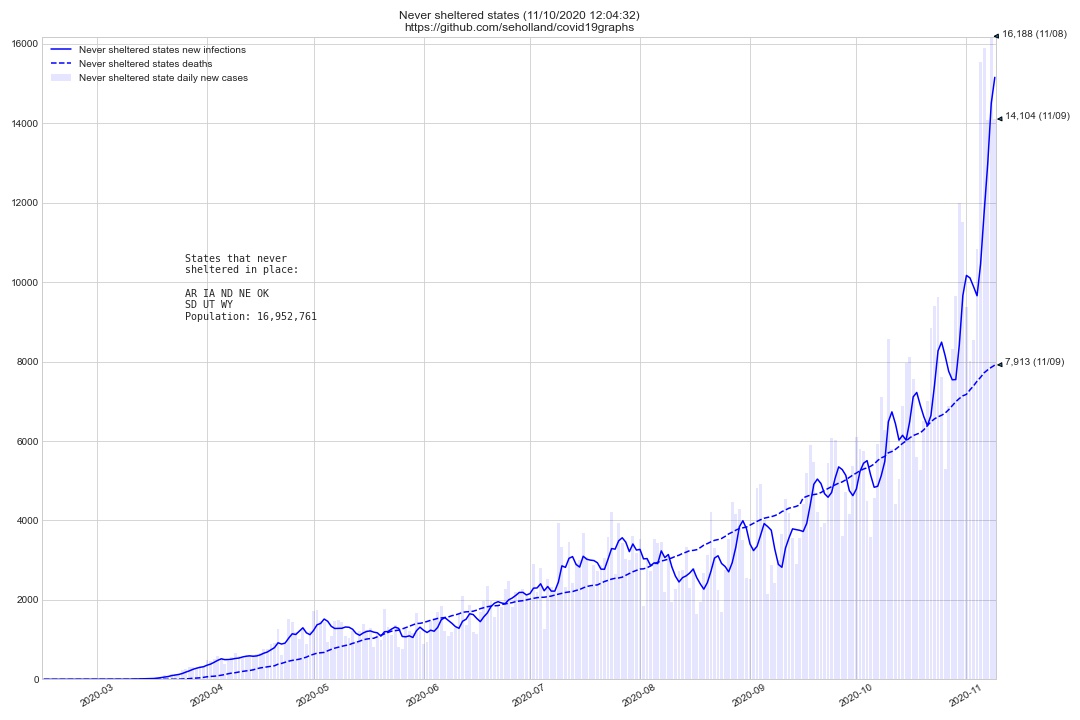 Never sheltered states (11/10/2020 12:04:32)
https://github.com/seholland/covid19graphs
16,188 (11/08)
16000
Never sheltered states new infections
Never sheltered states deaths
Never sheltered state daily new cases
14000
14,104 (11/09)
12000
States that never
sheltered in place:
AR IA ND NE OK
SD UT WY
Population: 16,952,761
10000
8000
7,913 (11/09)
6000
4000
2000
0
2020-03
2020-04
2020-05
2020-06
2020-07
2020-08
2020-09
2020-10
2020-11